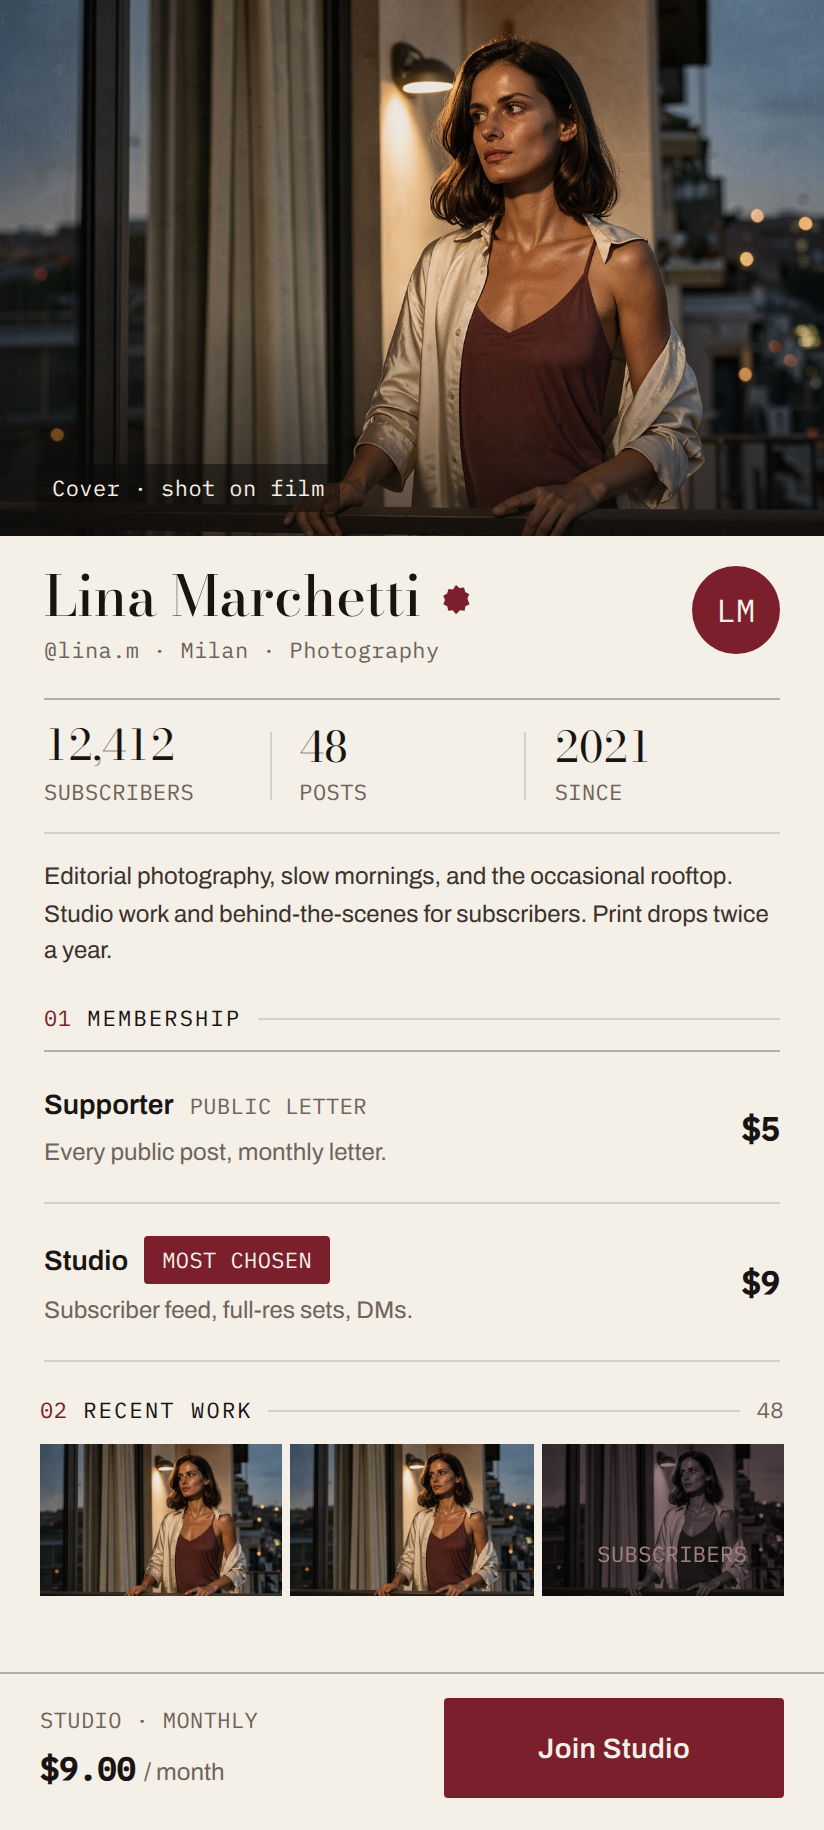 Cover · shot on film
Lina Marchetti
LM
@lina.m · Milan · Photography
12,412 48 2021
SUBSCRIBERS POSTS SINCE
Editorial photography, slow mornings, and the occasional rooftop.
Studio work and behind-the-scenes for subscribers. Print drops twice
a year.
01 MEMBERSHIP
Supporter PUBLIC LETTER
$5
Every public post, monthly letter.
Studio MOST CHOSEN
$9
Subscriber feed, full-res sets, DMs.
02 RECENT WORK 48
SUBSCRIBERS
STUDIO · MONTHLY
$9.00 / month
Join Studio